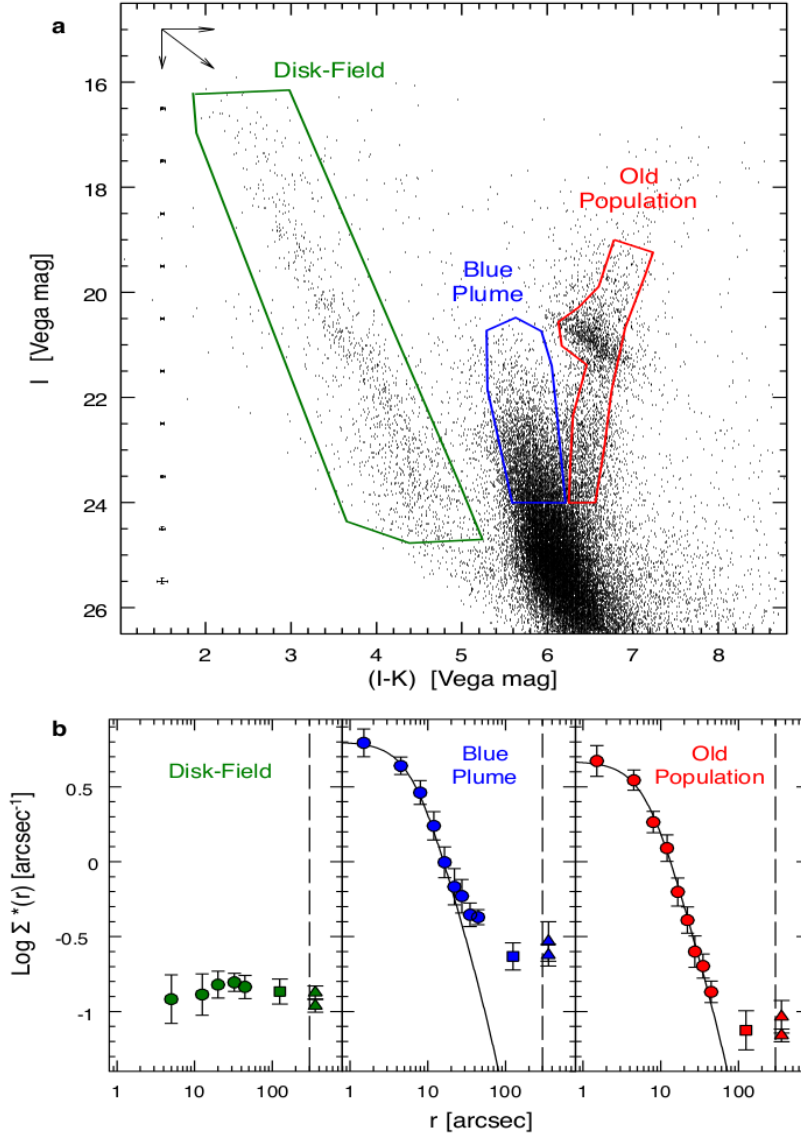 a
Disk-Field
Old
Population
Blue
Plume
I [Vega mag]
16
18
20
22
24
26
2 3 4 5 6 7 8
(I-K) [Vega mag]
b
Disk-Field
Blue
Plume
Old
Population
Log Σ *(r) [arcsec⁻¹]
0.5
0
-0.5
-1
1 10 100 1 10 100 1 10 100
r [arcsec]